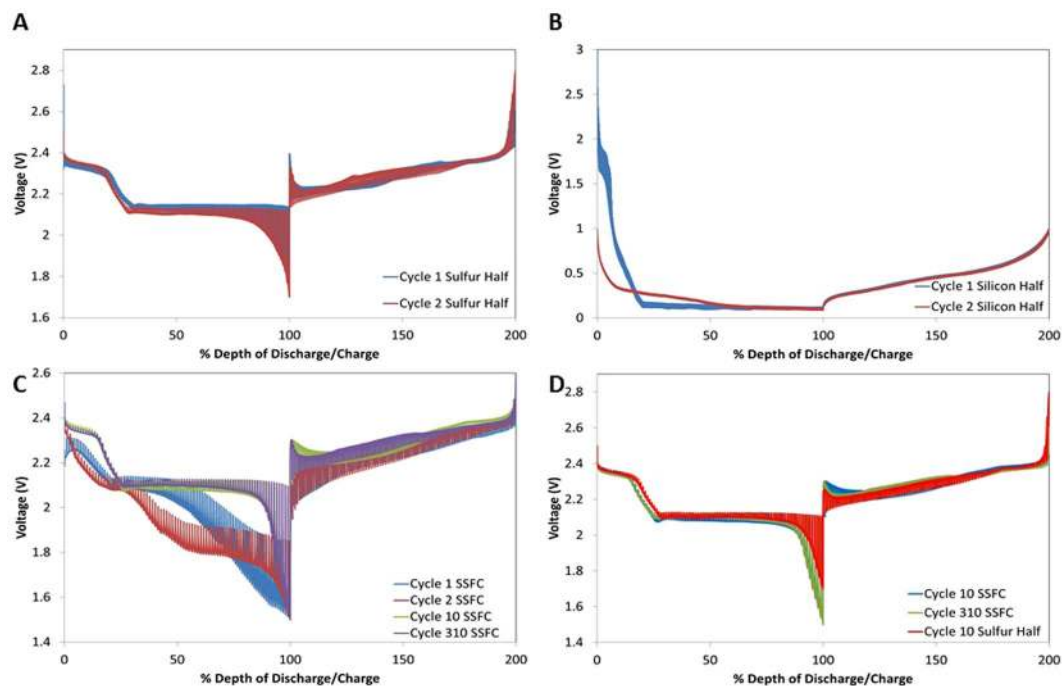 A
2.8
2.6
2.4
2.2
2
1.8
1.6
Voltage (V)
Cycle 1 Sulfur Half
Cycle 2 Sulfur Half
0
50
100
150
200
% Depth of Discharge/Charge
B
3
2.5
2
1.5
1
0.5
0
Voltage (V)
Cycle 1 Silicon Half
Cycle 2 Silicon Half
0
50
100
150
200
% Depth of Discharge/Charge
C
2.6
2.4
2.2
2.0
1.8
1.6
1.4
Voltage (V)
Cycle 1 SSFC
Cycle 2 SSFC
Cycle 10 SSFC
Cycle 310 SSFC
0
50
100
150
200
% Depth of Discharge/Charge
D
2.8
2.6
2.4
2.2
2
1.8
1.6
1.4
Voltage (V)
Cycle 10 SSFC
Cycle 310 SSFC
Cycle 10 Sulfur Half
0
50
100
150
200
% Depth of Discharge/Charge